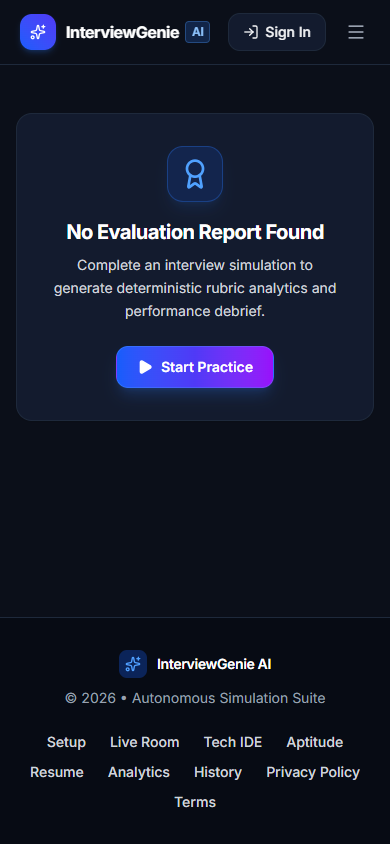 InterviewGenie AI Sign In
No Evaluation Report Found
Complete an interview simulation to
generate deterministic rubric analytics and
performance debrief.
Start Practice
InterviewGenie AI
© 2026 • Autonomous Simulation Suite
Setup Live Room Tech IDE Aptitude
Resume Analytics History Privacy Policy
Terms